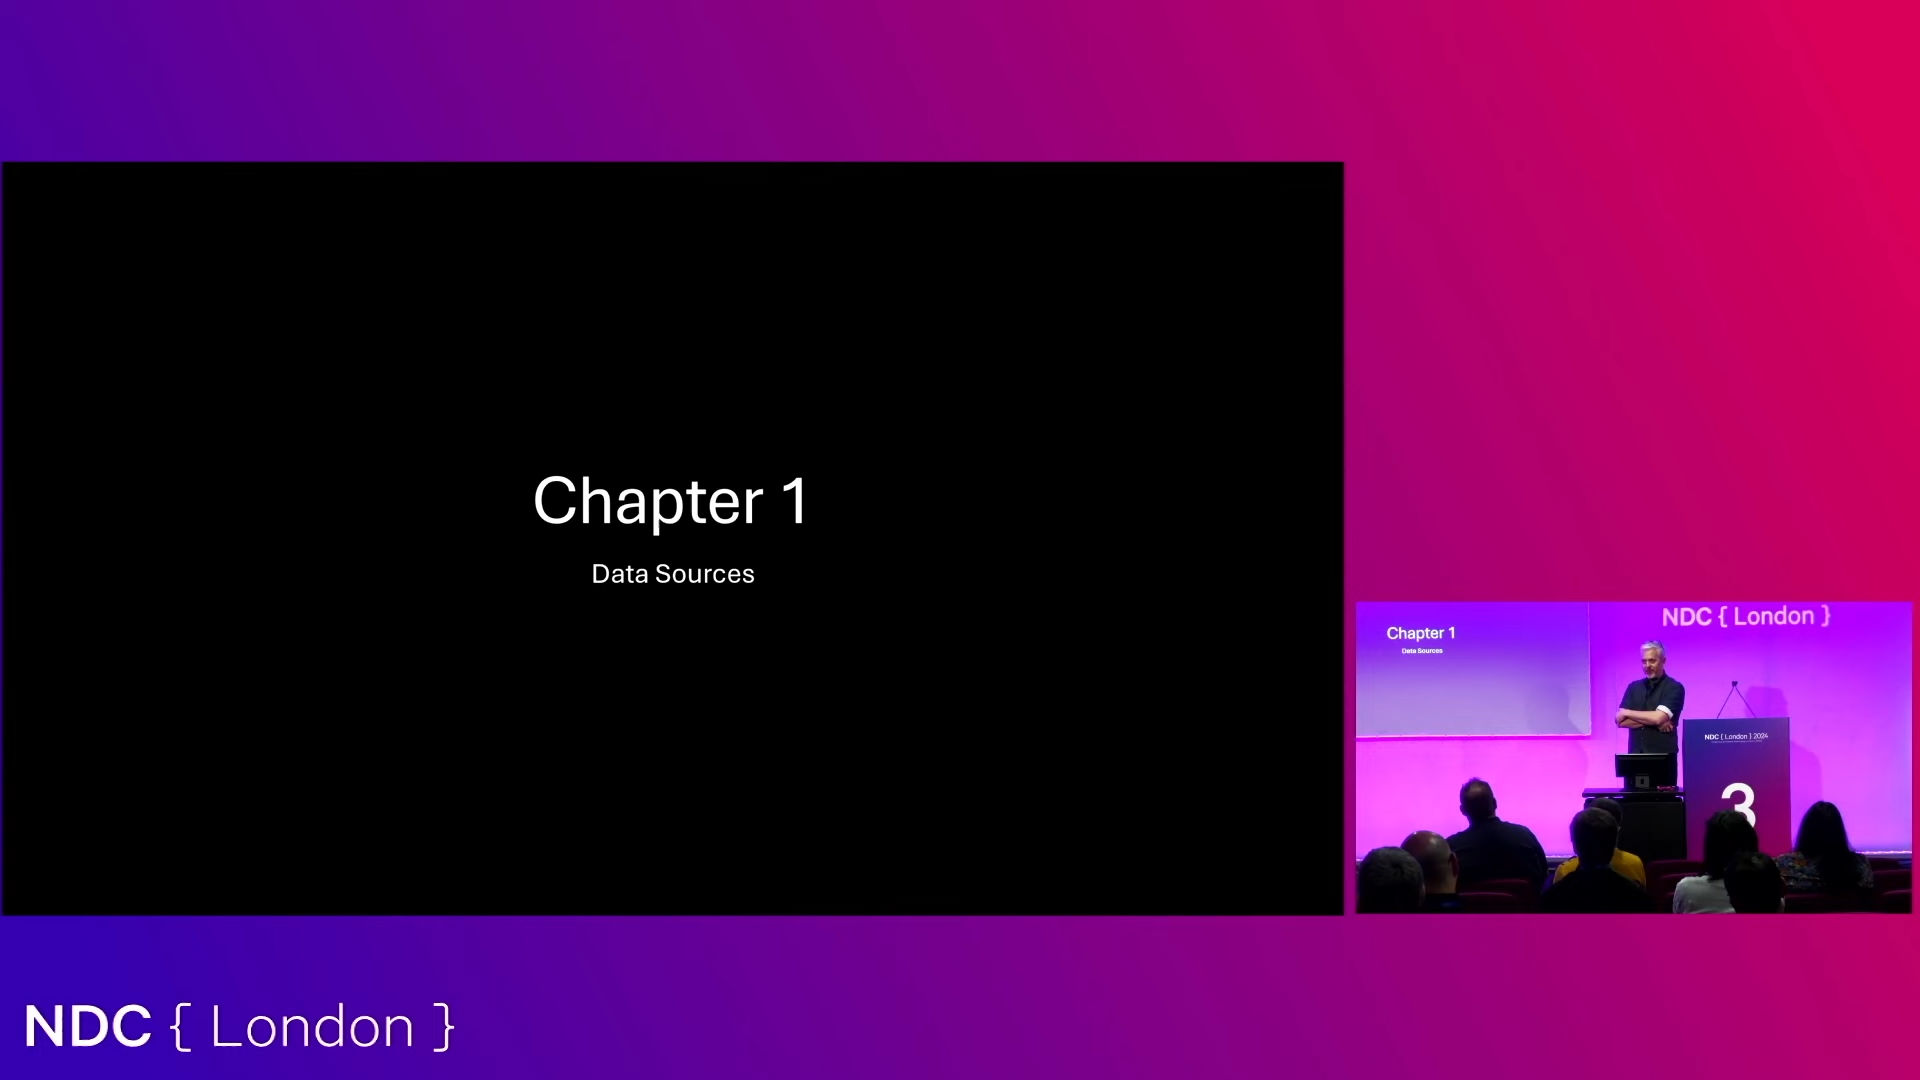 Chapter 1
Data Sources
NDC { London }
Chapter 1
Data Sources
NDC { London } 2024
3
NDC { London }